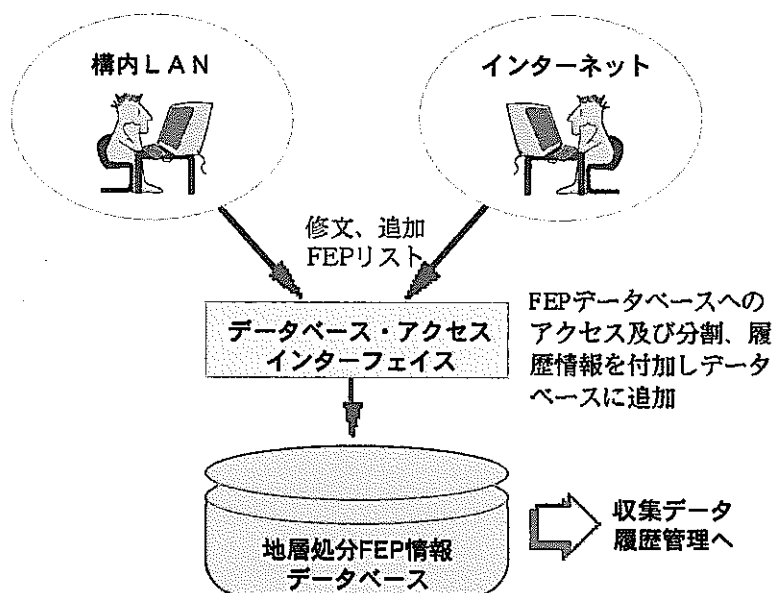 構内ＬＡＮ
インターネット
修文、追加
FEPリスト
データベース・アクセス
インターフェイス
FEPデータベースへの
アクセス及び分割、履
歴情報を付加しデータ
ベースに追加
地層処分FEP情報
データベース
収集データ
履歴管理へ